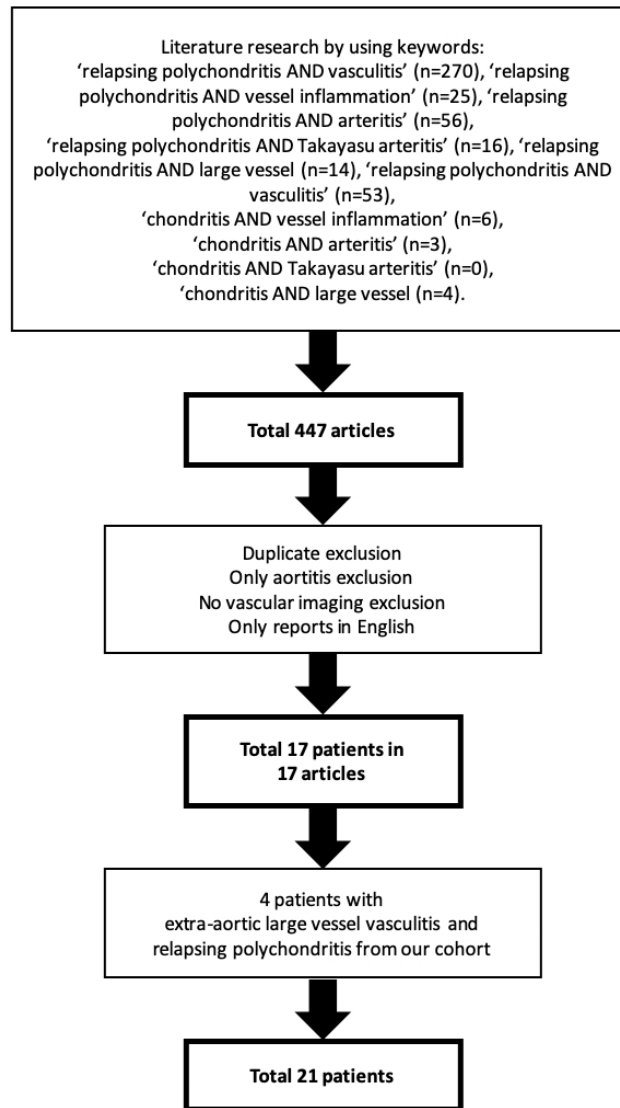 Literature research by using keywords:
‘relapsing polychondritis AND vasculitis’ (n=270), ‘relapsing
polychondritis AND vessel inflammation’ (n=25), ‘relapsing
polychondritis AND arteritis’ (n=56),
‘relapsing polychondritis AND Takayasu arteritis’ (n=16), ‘relapsing
polychondritis AND large vessel (n=14), ‘relapsing polychondritis AND
vasculitis’ (n=53),
‘chondritis AND vessel inflammation’ (n=6),
‘chondritis AND arteritis’ (n=3),
‘chondritis AND Takayasu arteritis’ (n=0),
‘chondritis AND large vessel (n=4).
Total 447 articles
Duplicate exclusion
Only aortitis exclusion
No vascular imaging exclusion
Only reports in English
Total 17 patients in
17 articles
4 patients with
extra-aortic large vessel vasculitis and
relapsing polychondritis from our cohort
Total 21 patients